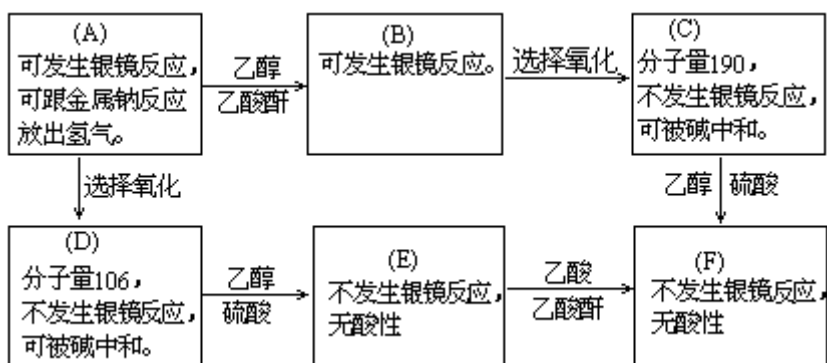 (A)
可发生银镜反应,
可跟金属钠反应
放出氢气。
乙醇
乙酸酐
(B)
可发生银镜反应。
选择氧化
(C)
分子量190,
不发生银镜反应,
可被碱中和。
选择氧化
乙醇 硫酸
(D)
分子量106,
不发生银镜反应,
可被碱中和。
乙醇
硫酸
(E)
不发生银镜反应,
无酸性
乙酸
乙酸酐
(F)
不发生银镜反应,
无酸性